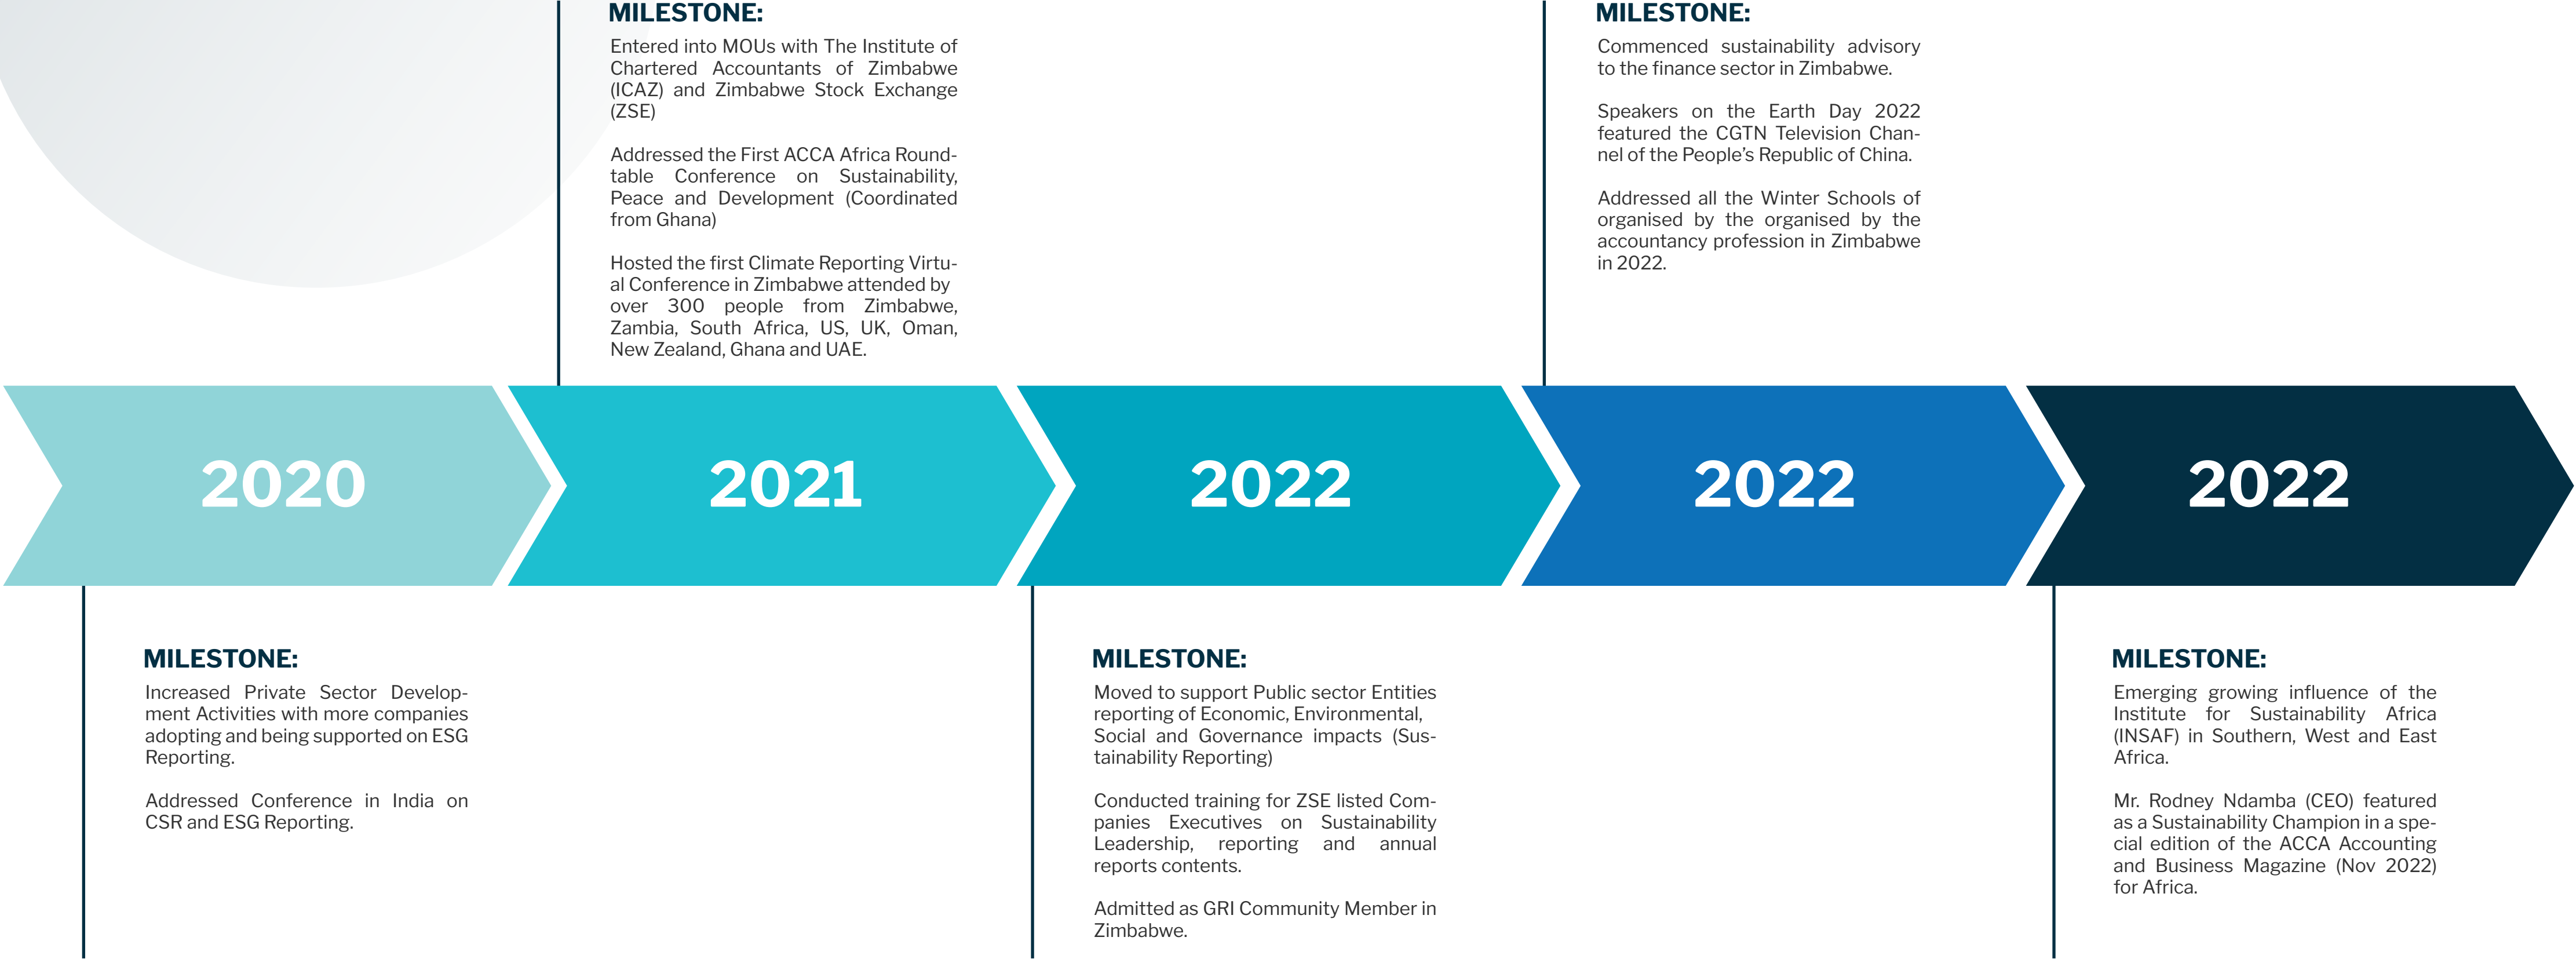 MILESTONE:
Entered into MOUs with The Institute of
Chartered Accountants of Zimbabwe
(ICAZ) and Zimbabwe Stock Exchange
(ZSE)
Addressed the First ACCA Africa Round-
table Conference on Sustainability,
Peace and Development (Coordinated
from Ghana)
Hosted the first Climate Reporting Virtu-
al Conference in Zimbabwe attended by
over 300 people from Zimbabwe,
Zambia, South Africa, US, UK, Oman,
New Zealand, Ghana and UAE.
MILESTONE:
Commenced sustainability advisory
to the finance sector in Zimbabwe.
Speakers on the Earth Day 2022
featured the CGTN Television Chan-
nel of the People’s Republic of China.
Addressed all the Winter Schools of
organised by the organised by the
accountancy profession in Zimbabwe
in 2022.
2020
2021
2022
2022
2022
MILESTONE:
Increased Private Sector Develop-
ment Activities with more companies
adopting and being supported on ESG
Reporting.
Addressed Conference in India on
CSR and ESG Reporting.
MILESTONE:
Moved to support Public sector Entities
reporting of Economic, Environmental,
Social and Governance impacts (Sus-
tainability Reporting)
Conducted training for ZSE listed Com-
panies Executives on Sustainability
Leadership, reporting and annual
reports contents.
Admitted as GRI Community Member in
Zimbabwe.
MILESTONE:
Emerging growing influence of the
Institute for Sustainability Africa
(INSAF) in Southern, West and East
Africa.
Mr. Rodney Ndamba (CEO) featured
as a Sustainability Champion in a spe-
cial edition of the ACCA Accounting
and Business Magazine (Nov 2022)
for Africa.